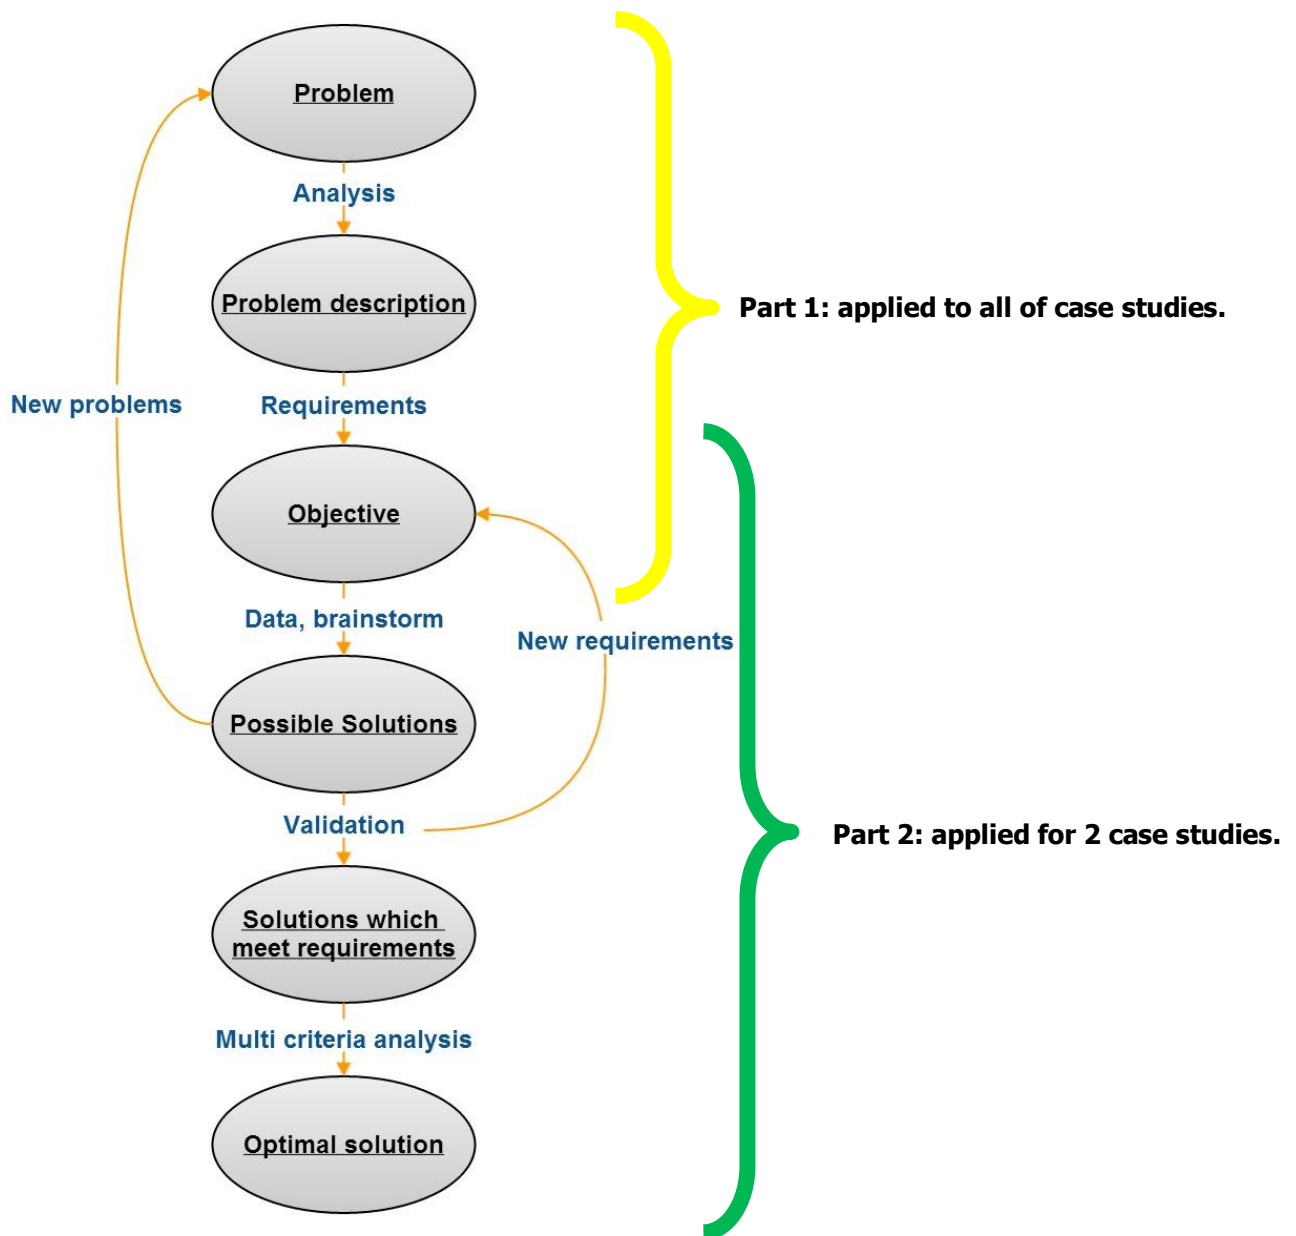 Problem
Analysis
Problem description
Part 1: applied to all of case studies.
New problems
Requirements
Objective
Data, brainstorm
New requirements
Possible Solutions
Validation
Part 2: applied for 2 case studies.
Solutions which
meet requirements
Multi criteria analysis
Optimal solution